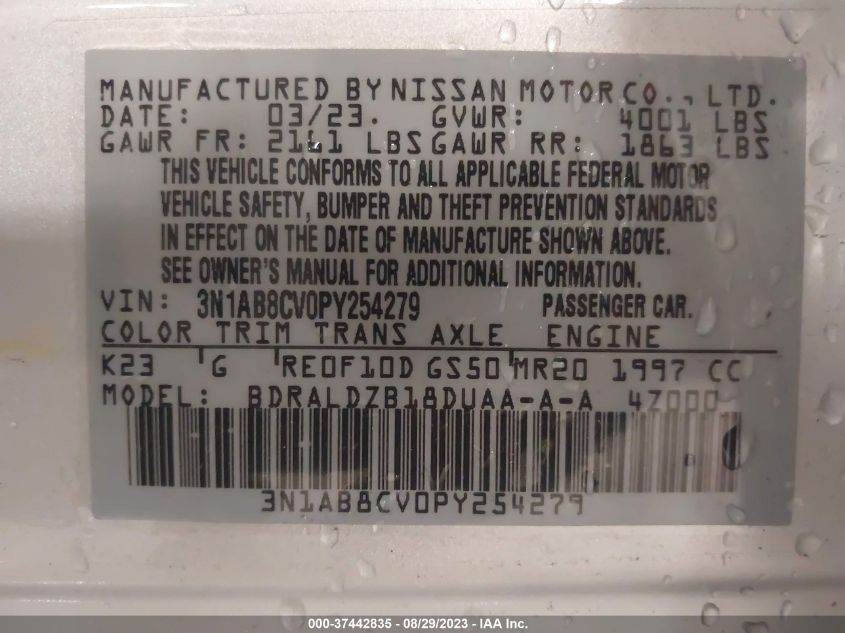 MANUFACTURED BY NISSAN MOTOR CO., LTD.
DATE: 03/23. GVWR: 4001 LBS
GAWR FR: 2161 LBS GAWR RR: 1863 LBS
THIS VEHICLE CONFORMS TO ALL APPLICABLE FEDERAL MOTOR
VEHICLE SAFETY, BUMPER AND THEFT PREVENTION STANDARDS
IN EFFECT ON THE DATE OF MANUFACTURE SHOWN ABOVE.
SEE OWNER'S MANUAL FOR ADDITIONAL INFORMATION.
VIN: 3N1AB8CV0PY254279 PASSENGER CAR.
COLOR TRIM TRANS AXLE ENGINE
K23 G RE0F10D GS50 MR20 1997 CC
MODEL: BDRALDZB18DUAA-A-A 4Z000
3N1AB8CV0PY254279
000-37442835 - 08/29/2023 - IAA Inc.